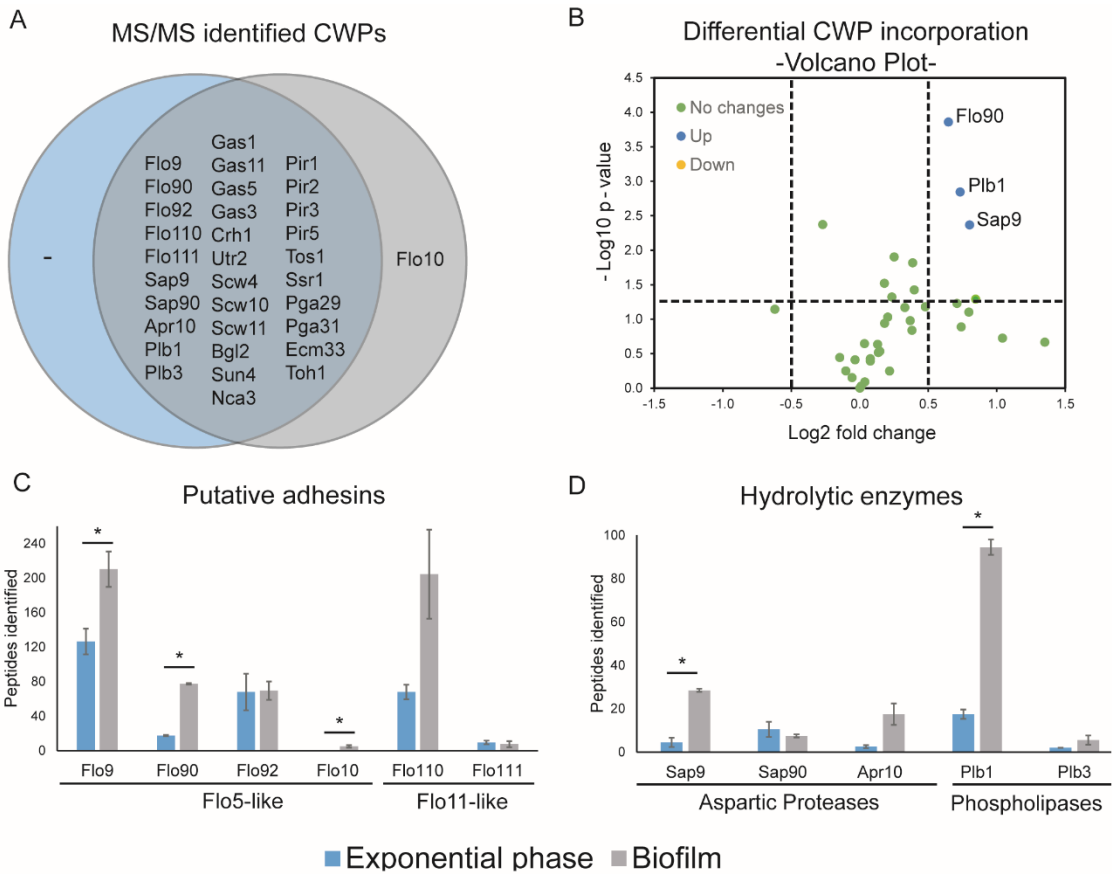 A
MS/MS identified CWPs
-
Flo9
Flo90
Flo92
Flo110
Flo111
Sap9
Sap90
Apr10
Plb1
Plb3
Gas1
Gas11
Gas5
Gas3
Crh1
Utr2
Scw4
Scw10
Scw11
Bgl2
Sun4
Nca3
Pir1
Pir2
Pir3
Pir5
Tos1
Ssr1
Pga29
Pga31
Ecm33
Toh1
Flo10
B
Differential CWP incorporation
-Volcano Plot-
- Log10 p - value
4.5
4.0
3.5
3.0
2.5
2.0
1.5
1.0
0.5
0.0
No changes
Up
Down
Flo90
Plb1
Sap9
-1.5 -1.0 -0.5 0.0 0.5 1.0 1.5
Log2 fold change
C
Putative adhesins
Peptides identified
240
200
160
120
80
40
0
* * * 
Flo9 Flo90 Flo92 Flo10 Flo110 Flo111
Flo5-like Flo11-like
D
Hydrolytic enzymes
Peptides identified
100
80
60
40
20
0
* *
Sap9 Sap90 Apr10 Plb1 Plb3
Aspartic Proteases Phospholipases
Exponential phase Biofilm